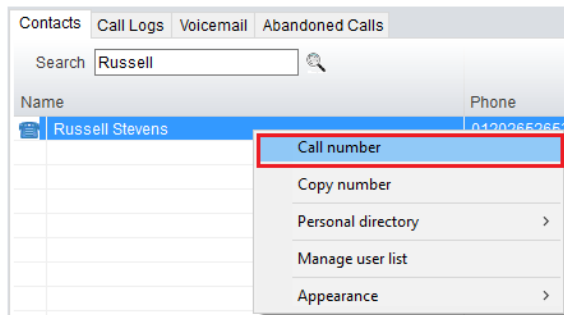 Contacts Call Logs Voicemail Abandoned Calls
Search Russell
Name Phone
Russell Stevens
Call number
Copy number
Personal directory
Manage user list
Appearance